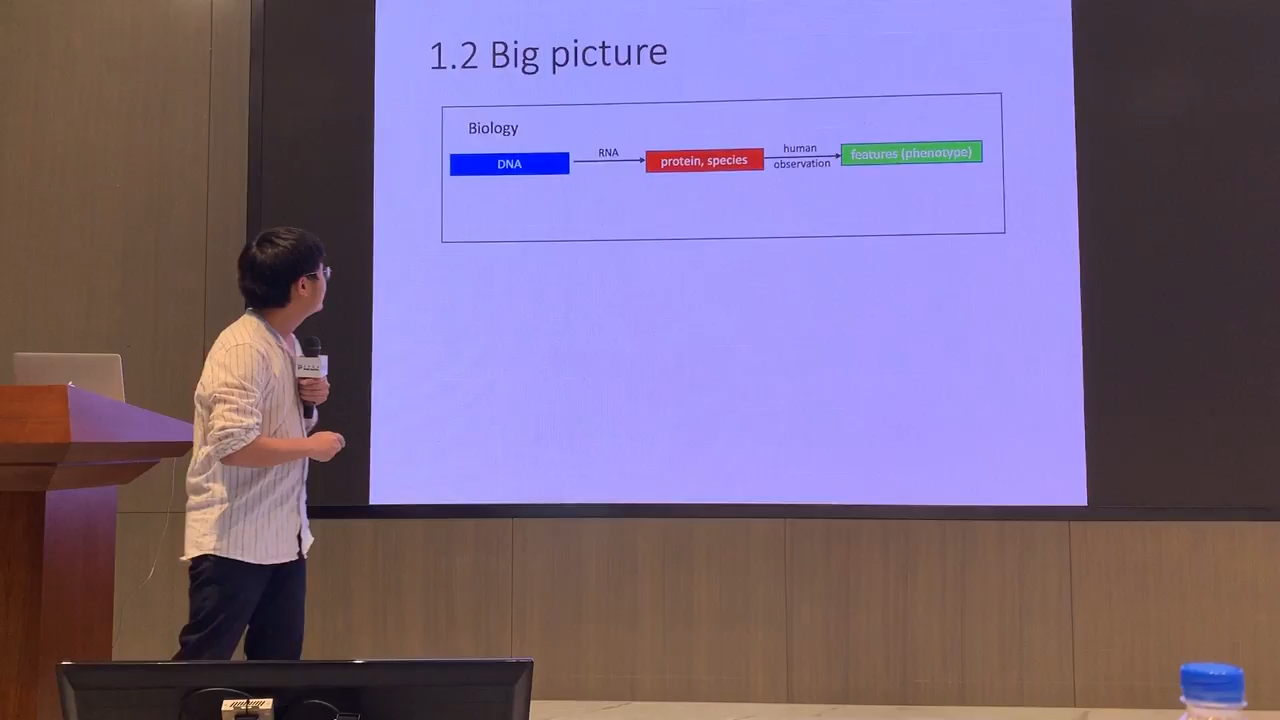 1.2 Big picture
Biology
DNA
RNA
protein, species
human
observation
features (phenotype)